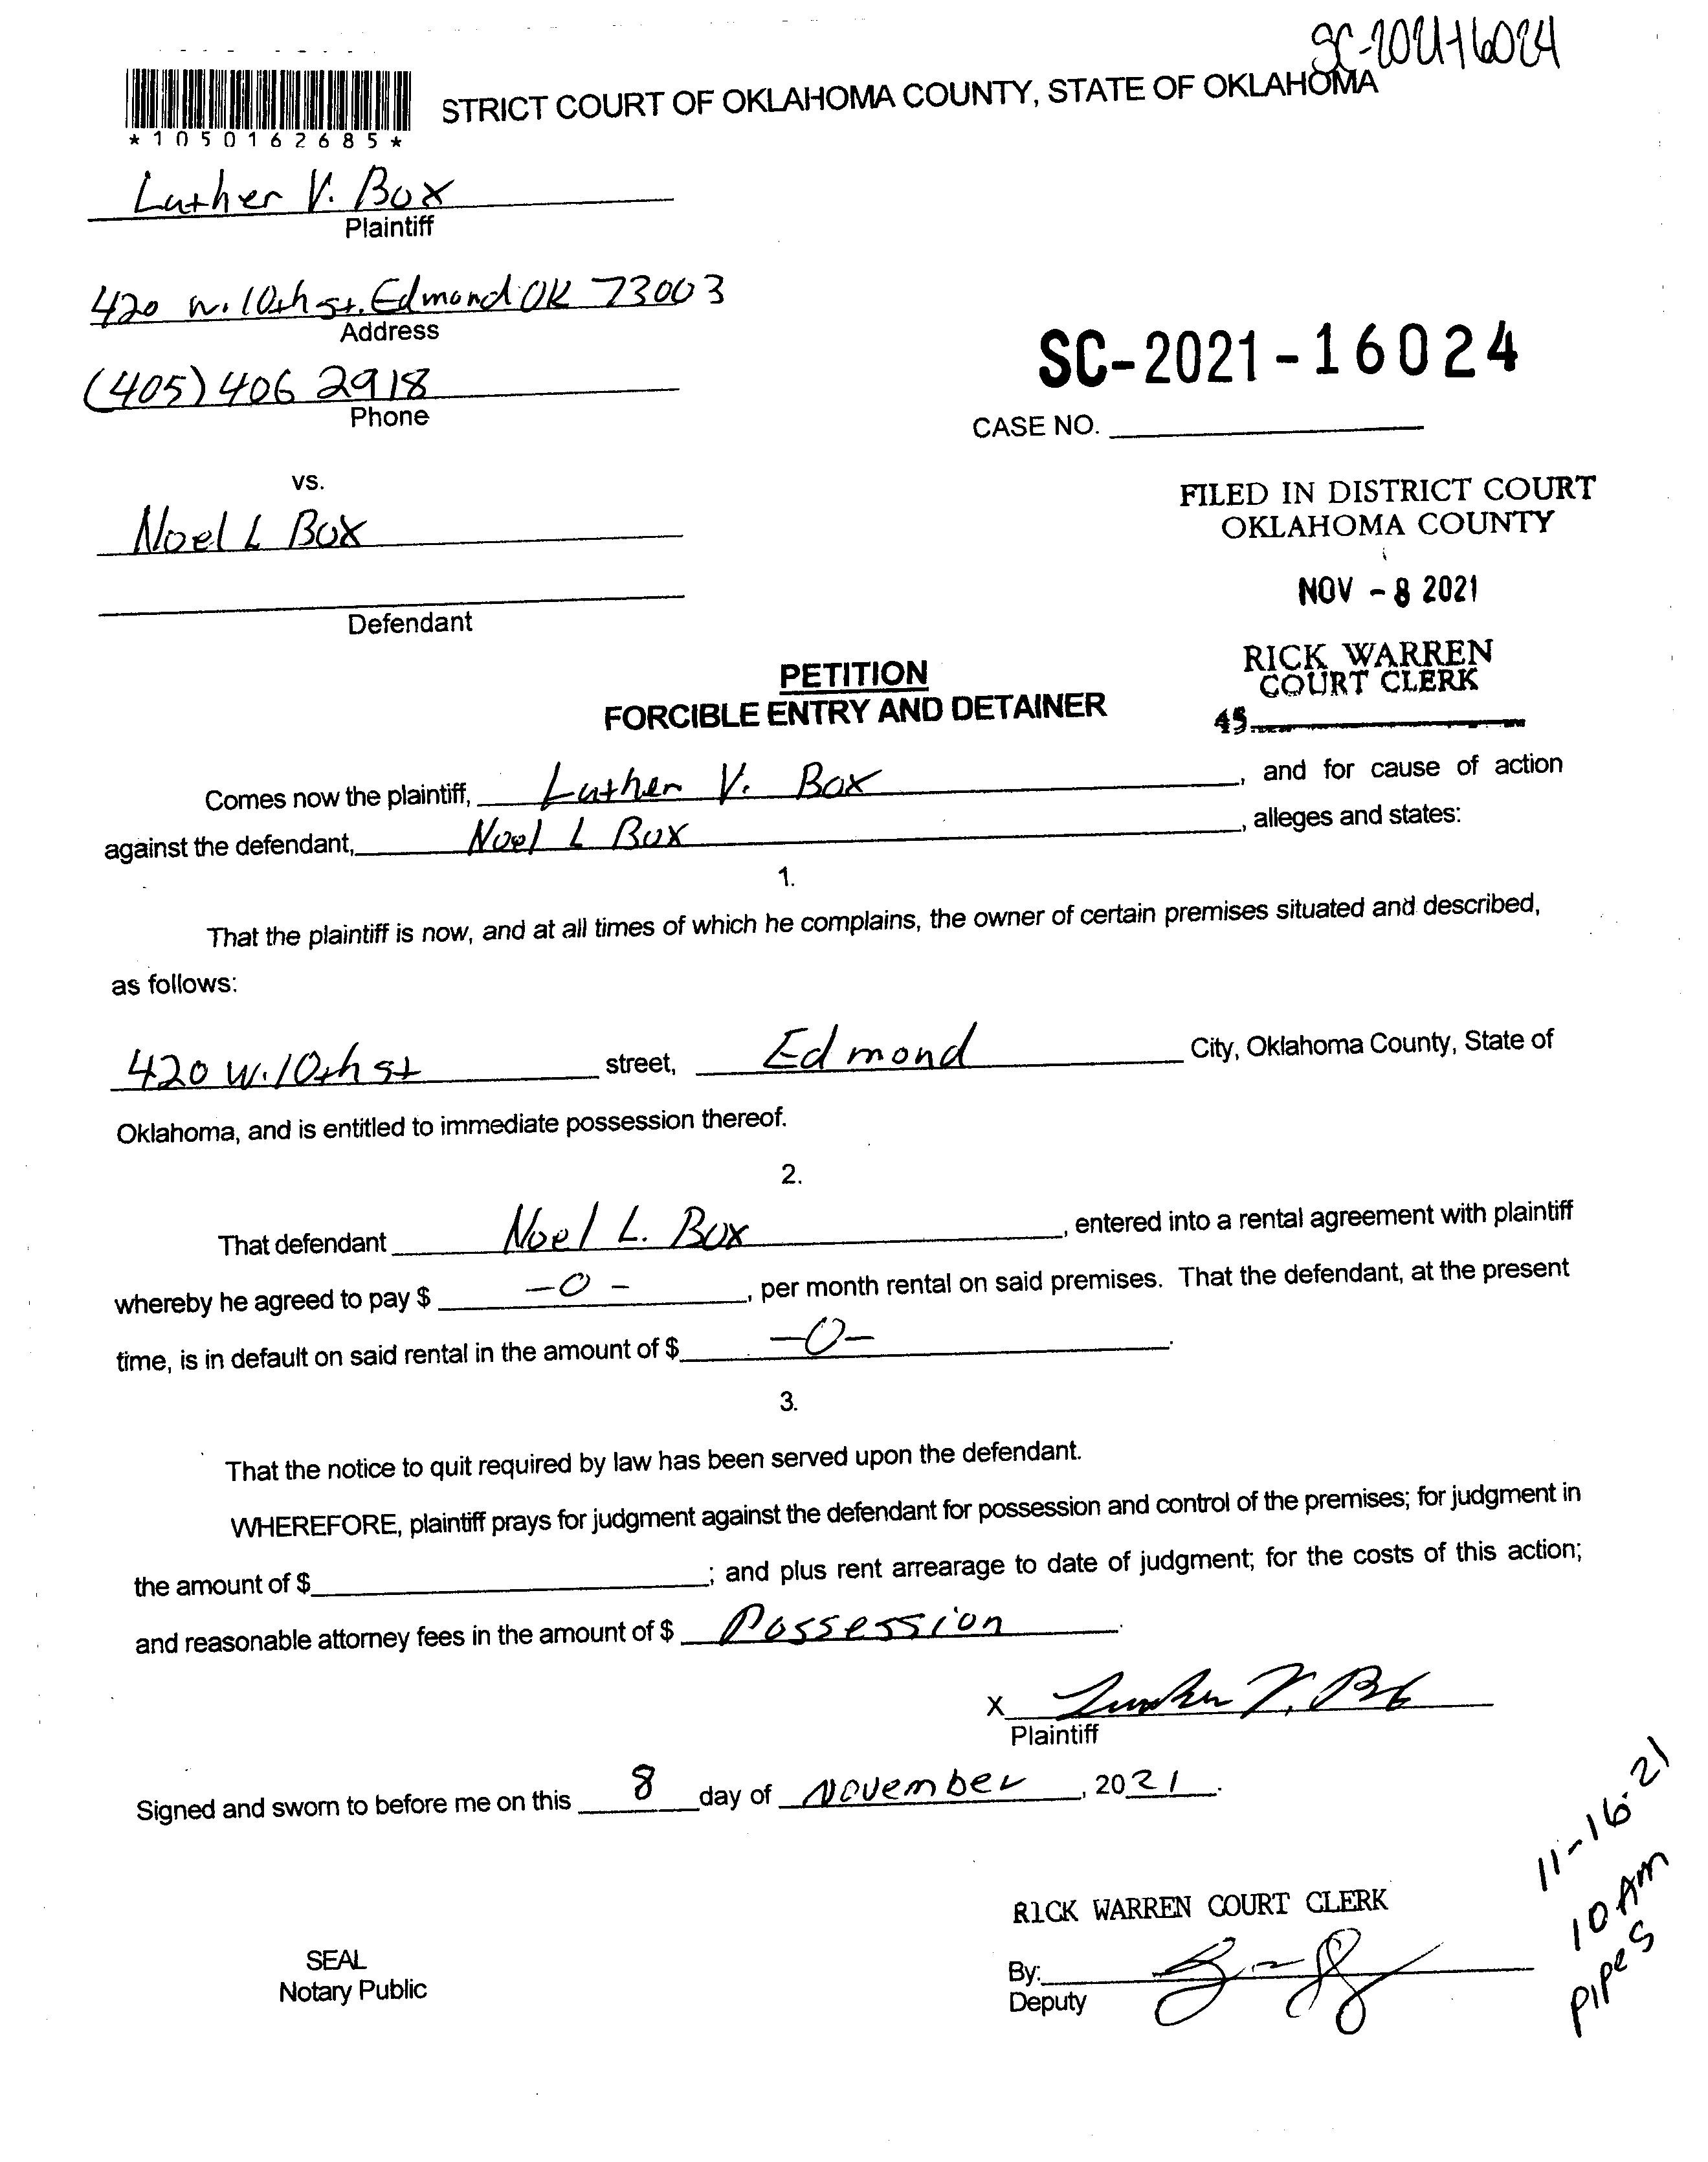 SC-2021-16024
STRICT COURT OF OKLAHOMA COUNTY, STATE OF OKLAHOMA
*1050162685*
Luther V. Box
Plaintiff
420 w. 10th st. Edmond OK 73003
Address
SC-2021-16024
(405) 406 2918
Phone
CASE NO.
vs.
FILED IN DISTRICT COURT
OKLAHOMA COUNTY
Noel L Box
NOV - 8 2021
Defendant
RICK WARREN
COURT CLERK
PETITION
FORCIBLE ENTRY AND DETAINER
45
Comes now the plaintiff, Luther V. Box, and for cause of action
against the defendant, Noel L Box, alleges and states:
1.
That the plaintiff is now, and at all times of which he complains, the owner of certain premises situated and described,
as follows:
420 w. 10th st street, Edmond City, Oklahoma County, State of
Oklahoma, and is entitled to immediate possession thereof.
2.
That defendant Noel L. Box, entered into a rental agreement with plaintiff
whereby he agreed to pay $ -0-, per month rental on said premises. That the defendant, at the present
time, is in default on said rental in the amount of $ -0-.
3.
That the notice to quit required by law has been served upon the defendant.
WHEREFORE, plaintiff prays for judgment against the defendant for possession and control of the premises; for judgment in
the amount of $; and plus rent arrearage to date of judgment; for the costs of this action;
and reasonable attorney fees in the amount of $ Possession.
X Luther V. Box
Plaintiff
Signed and sworn to before me on this 8 day of November, 2021.
11-16-21
10 AM
PIPES
RICK WARREN COURT CLERK
SEAL
Notary Public
By:
Deputy